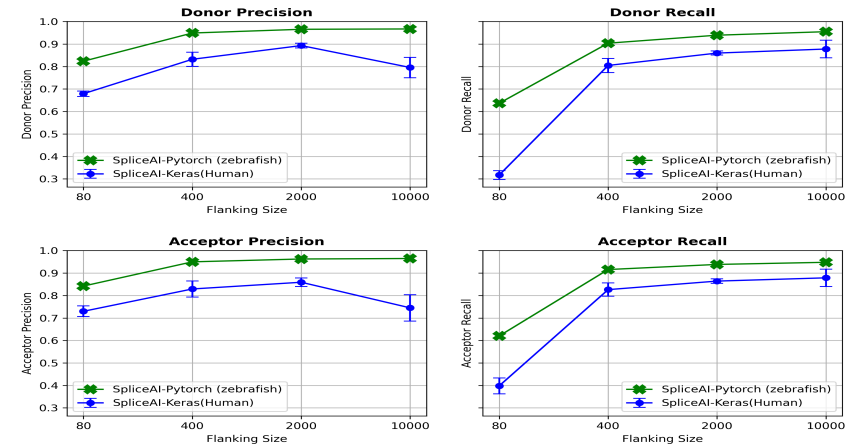 Donor Precision
Donor Precision
1.0
0.9
0.8
0.7
0.6
0.5
0.4
0.3
SpliceAI-Pytorch (zebrafish)
SpliceAI-Keras(Human)
80 400 2000 10000
Flanking Size
Donor Recall
Donor Recall
SpliceAI-Pytorch (zebrafish)
SpliceAI-Keras(Human)
80 400 2000 10000
Flanking Size
Acceptor Precision
Acceptor Precision
1.0
0.9
0.8
0.7
0.6
0.5
0.4
0.3
SpliceAI-Pytorch (zebrafish)
SpliceAI-Keras(Human)
80 400 2000 10000
Flanking Size
Acceptor Recall
Acceptor Recall
SpliceAI-Pytorch (zebrafish)
SpliceAI-Keras(Human)
80 400 2000 10000
Flanking Size